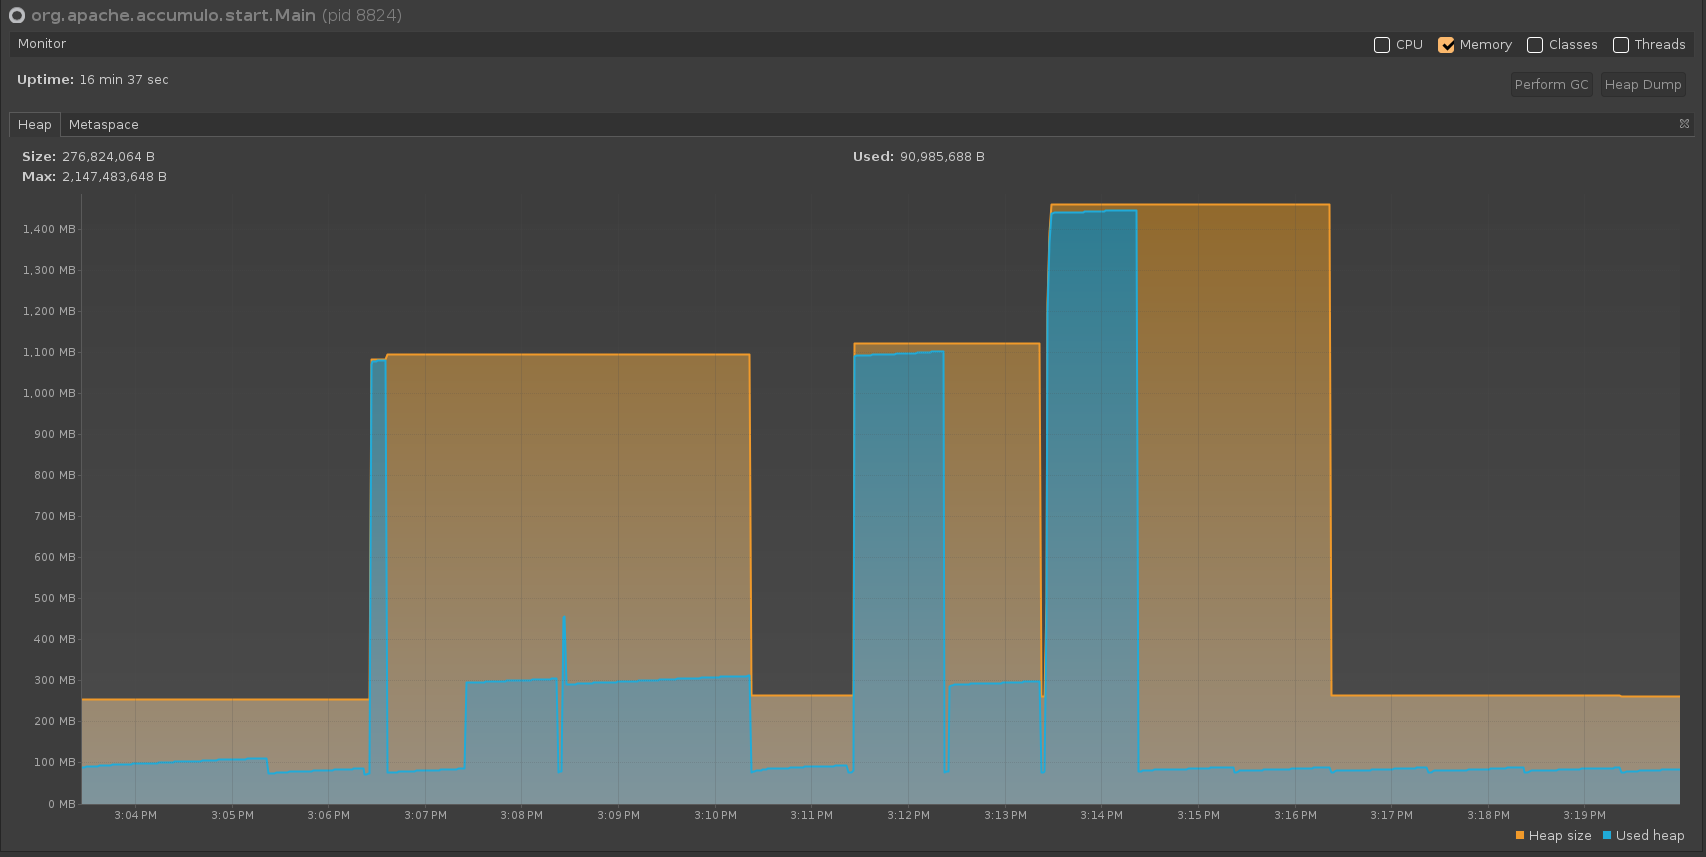 org.apache.accumulo.start.Main (pid 8824)
Monitor
CPU Memory Classes Threads
Uptime: 16 min 37 sec
Perform GC Heap Dump
Heap Metaspace
Size: 276,824,064 B
Used: 90,985,688 B
Max: 2,147,483,648 B
1,400 MB
1,300 MB
1,200 MB
1,100 MB
1,000 MB
900 MB
800 MB
700 MB
600 MB
500 MB
400 MB
300 MB
200 MB
100 MB
0 MB
3:04 PM 3:05 PM 3:06 PM 3:07 PM 3:08 PM 3:09 PM 3:10 PM 3:11 PM 3:12 PM 3:13 PM 3:14 PM 3:15 PM 3:16 PM 3:17 PM 3:18 PM 3:19 PM
Heap size Used heap